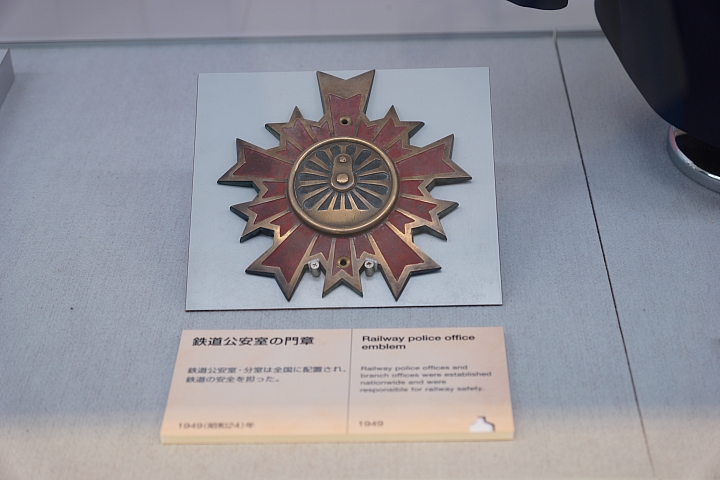 鉄道公安室の門章
鉄道公安室・分室は全国に配置され、
鉄道の安全を担った。
1949(昭和24)年
Railway police office
emblem
Railway police offices and
branch offices were established
nationwide and were
responsible for railway safety.
1949